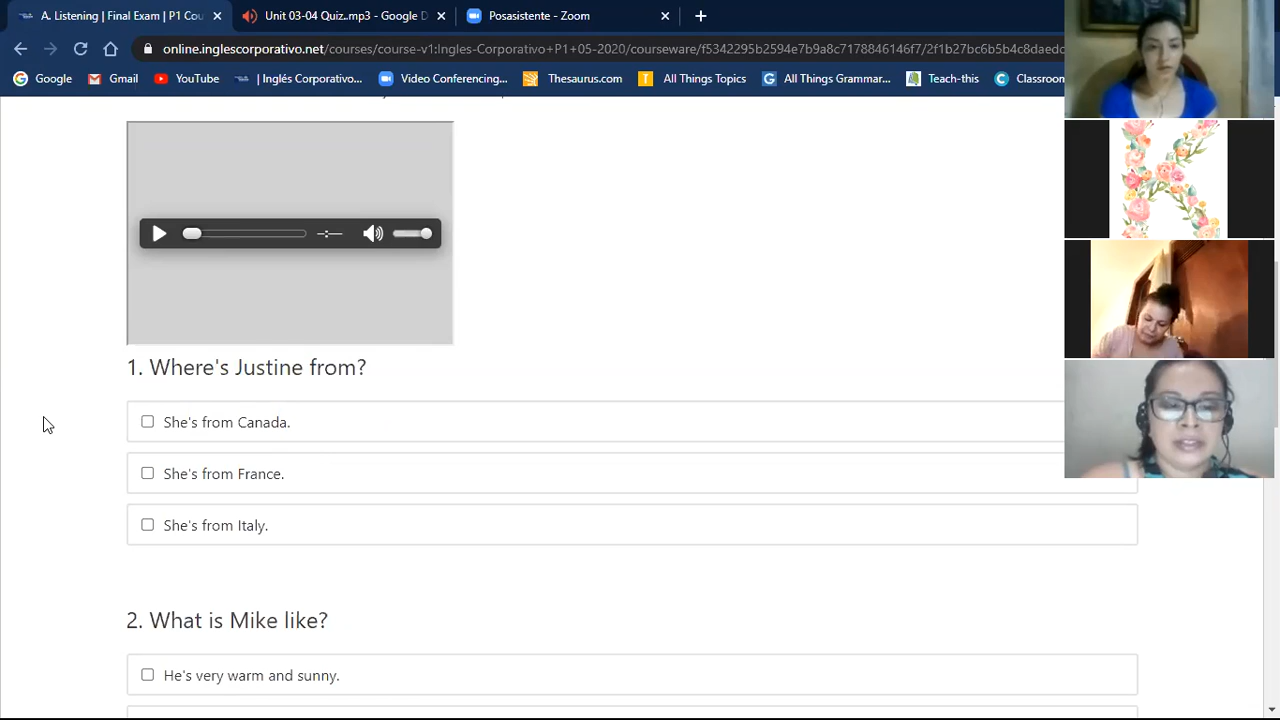 A. Listening | Final Exam | P1 Cou
Unit 03-04 Quiz..mp3 - Google D
Posasistente - Zoom
online.inglescorporativo.net/courses/course-v1:Ingles-Corporativo+P1+05-2020/courseware/f5342295b2594e7b9a8c7178846146f7/2f1b27bc6b5b4c8daedc
Google
Gmail
YouTube
| Inglés Corporativo...
Video Conferencing...
Thesaurus.com
All Things Topics
All Things Grammar...
Teach-this
Classroom
1. Where's Justine from?
She's from Canada.
She's from France.
She's from Italy.
2. What is Mike like?
He's very warm and sunny.